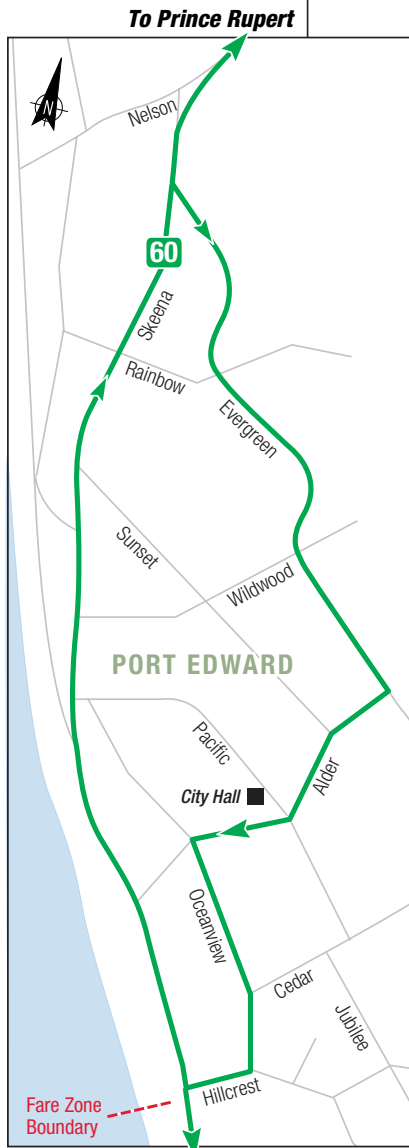 To Prince Rupert
N
Nelson
60
Skeena
Rainbow
Evergreen
Sunset
Wildwood
PORT EDWARD
Pacific
City Hall
Alder
Oceanview
Cedar
Jubilee
Hillcrest
Fare Zone
Boundary